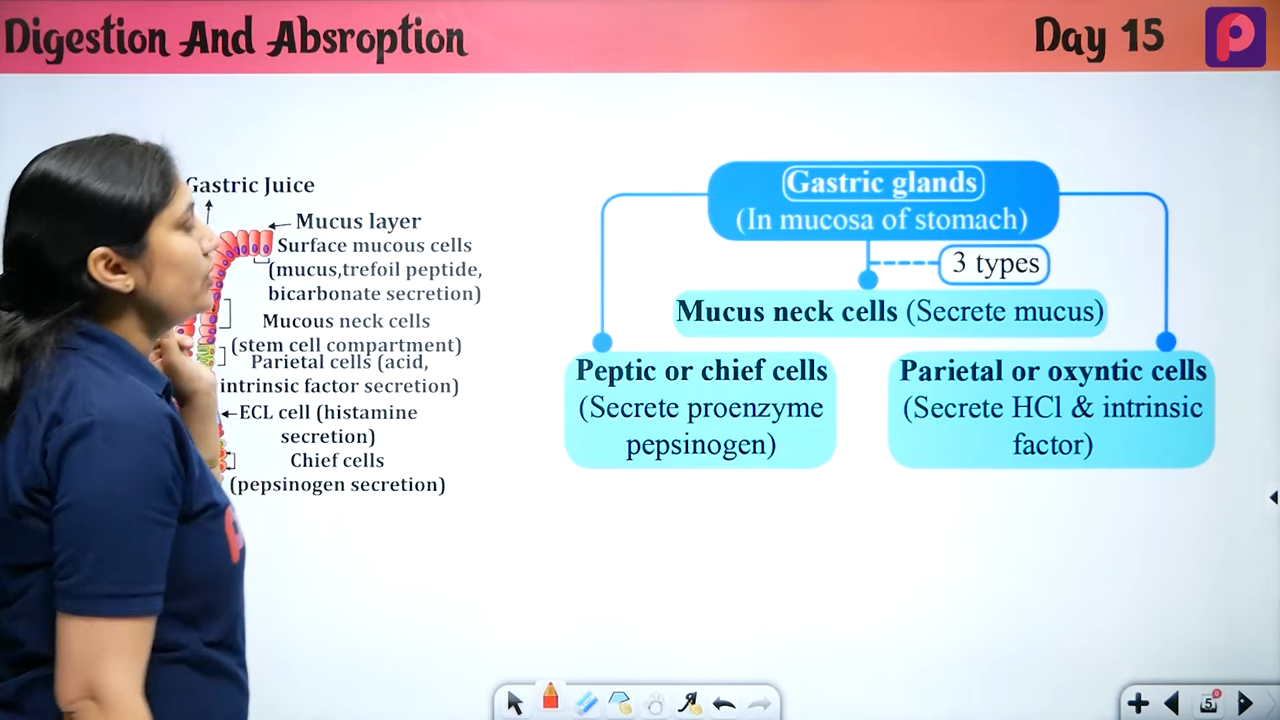 Digestion And Absroption
Day 15
Gastric Juice
Mucus layer
Surface mucous cells
(mucus,trefoil peptide,
bicarbonate secretion)
Mucous neck cells
(stem cell compartment)
Parietal cells (acid,
intrinsic factor secretion)
ECL cell (histamine
secretion)
Chief cells
(pepsinogen secretion)
Gastric glands
(In mucosa of stomach)
3 types
Mucus neck cells (Secrete mucus)
Peptic or chief cells
(Secrete proenzyme
pepsinogen)
Parietal or oxyntic cells
(Secrete HCl & intrinsic
factor)
5